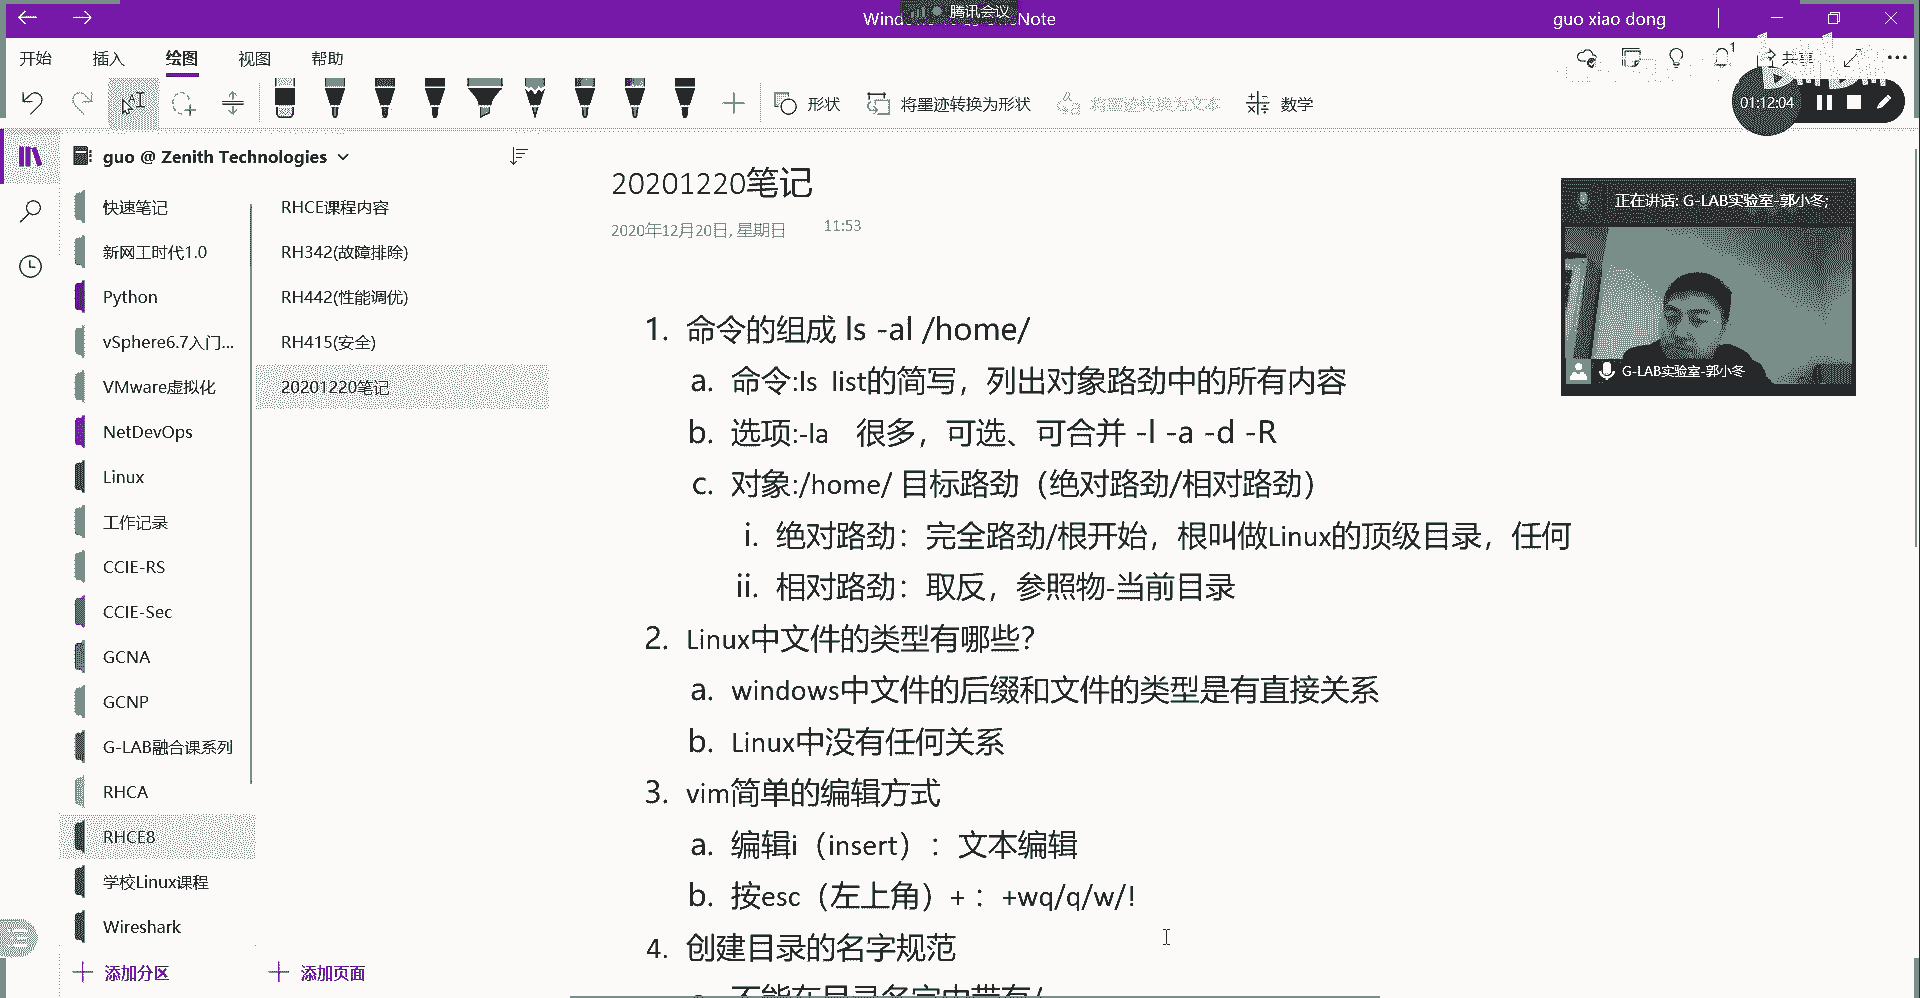 腾讯会议
guo xiao dong
开始 插入 绘图 视图 帮助
共享
形状 将墨迹转换为形状 将墨迹转换为文本 数学
01:12:04
guo @ Zenith Technologies
快速笔记
新网工时代1.0
Python
vSphere6.7入门...
VMware虚拟化
NetDevOps
Linux
工作记录
CCIE-RS
CCIE-Sec
GCNA
GCNP
G-LAB融合课系列
RHCA
RHCE8
学校Linux课程
Wireshark
添加分区
RHCE课程内容
RH342(故障排除)
RH442(性能调优)
RH415(安全)
20201220笔记
添加页面
20201220笔记
2020年12月20日, 星期日 11:53
1. 命令的组成 ls -al /home/
a. 命令:ls list的简写，列出对象路劲中的所有内容
b. 选项:-la 很多，可选、可合并 -l -a -d -R
c. 对象:/home/ 目标路劲（绝对路劲/相对路劲）
i. 绝对路劲：完全路劲/根开始，根叫做Linux的顶级目录，任何
ii. 相对路劲：取反，参照物-当前目录
2. Linux中文件的类型有哪些？
a. windows中文件的后缀和文件的类型是有直接关系
b. Linux中没有任何关系
3. vim简单的编辑方式
a. 编辑i（insert）：文本编辑
b. 按esc（左上角）+：+wq/q/w/!
4. 创建目录的名字规范
正在讲话: G-LAB实验室-郭小冬;
G-LAB实验室-郭小冬